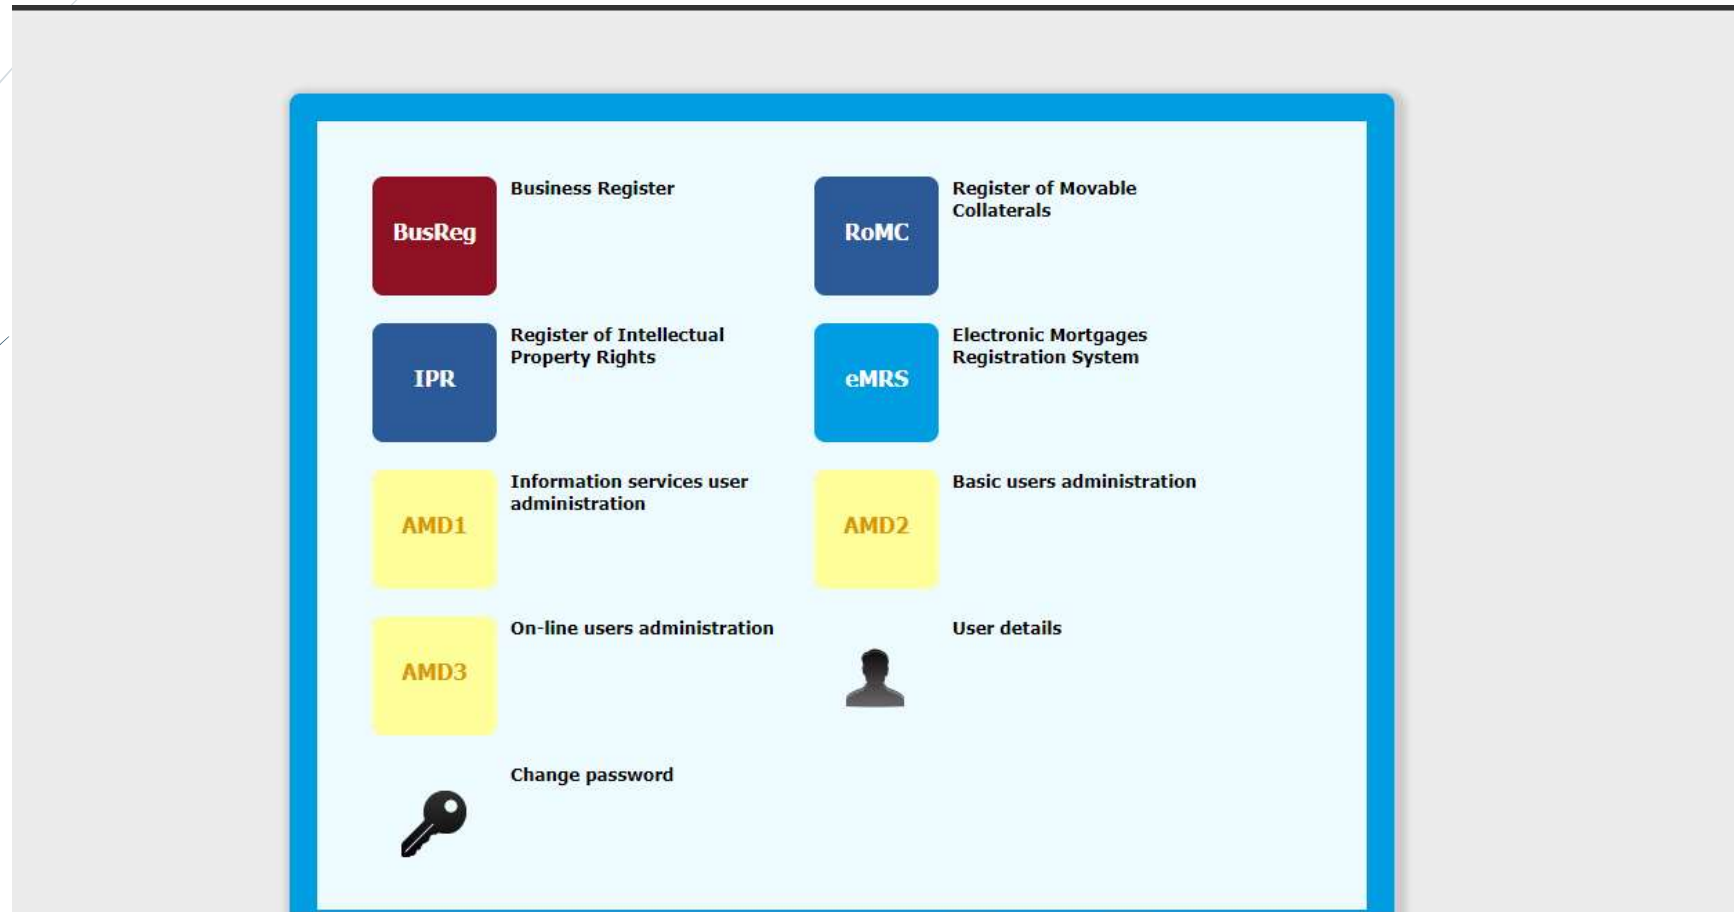 BusReg
Business Register
RoMC
Register of Movable
Collaterals
IPR
Register of Intellectual
Property Rights
eMRS
Electronic Mortgages
Registration System
AMD1
Information services user
administration
AMD2
Basic users administration
AMD3
On-line users administration
User details
Change password